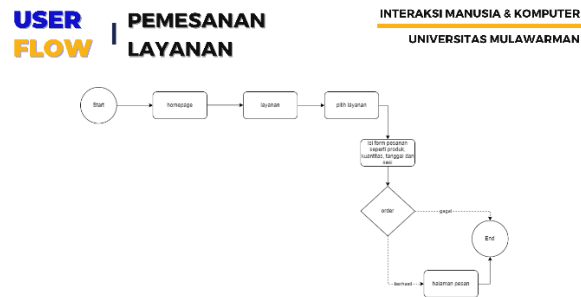 USER
FLOW
PEMESANAN
LAYANAN
INTERAKSI MANUSIA & KOMPUTER
UNIVERSITAS MULAWARMAN
Start
homepage
layanan
pilih layanan
isi form pesanan
seperti produk,
kuantitas, tanggal dan
sesi
order
gagal
End
berhasil
halaman pesan